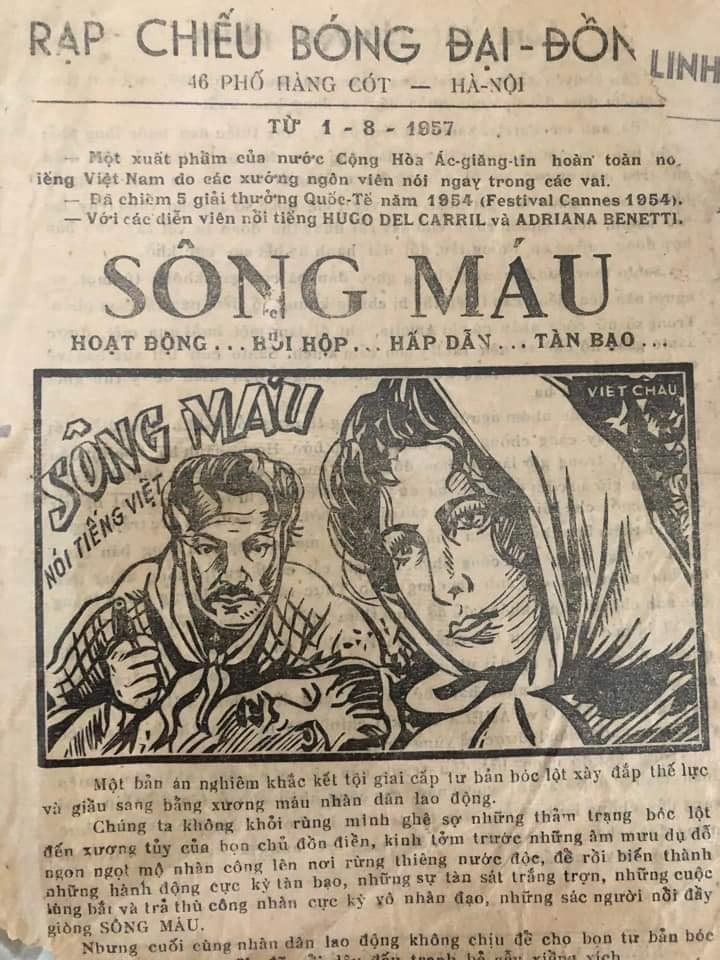 RẠP CHIẾU BÓNG ĐẠI-ĐỒN
LINH
46 PHỐ HÀNG CÓT — HÀ-NỘI
TỪ 1 - 8 - 1957
— Một xuất phẩm của nước Cộng Hòa Ác-giăng-tin hoàn toàn nó
iếng Việt-Nam do các xướng ngôn viên nói ngay trong các vai.
— Đã chiếm 5 giải thưởng Quốc-Tế năm 1954 (Festival Cannes 1954).
— Với các diễn viên nổi tiếng HUGO DEL CARRIL và ADRIANA BENETTI.
SÔNG MÁU
HOẠT ĐỘNG... HỒI HỘP... HẤP DẪN... TÀN BẠO...
VIỆT CHÂU
SÔNG MÁU
NÓI TIẾNG VIỆT
Một bản án nghiêm khắc kết tội giai cấp tư bản bóc lột xây đắp thế lực
và giầu sang bằng xương máu nhân dân lao động.
Chúng ta không khỏi rùng mình ghê sợ những thảm trạng bóc lột
đến xương tủy của bọn chủ đồn điền, kinh tởm trước những âm mưu dụ dỗ
ngon ngọt mộ nhân công lên nơi rừng thiêng nước độc, để rồi biến thành
những hành động cực kỳ tàn bạo, những sự tàn sát trắng trợn, những cuộc
lùng bắt và trả thù công nhân cực kỳ vô nhân đạo, những sác người nổi đầy
giòng SÔNG MÁU.
Nhưng cuối cùng nhân dân lao động không chịu để cho bọn tư bản bóc